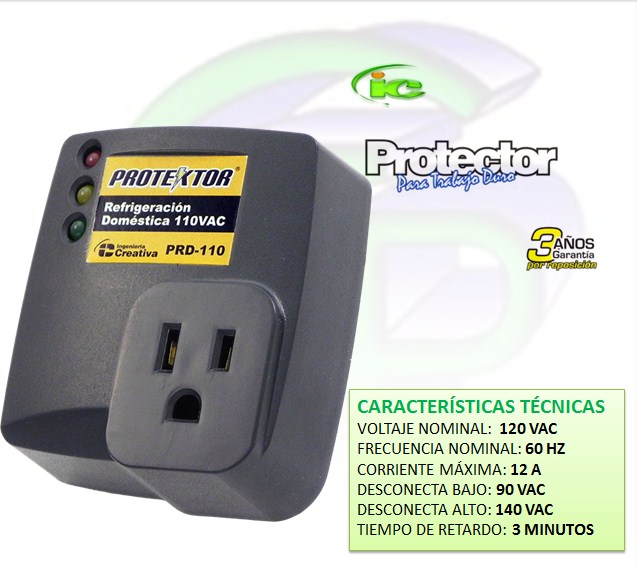 ic
Protector
Para Trabajo Duro
PROTEKTOR®
Refrigeración
Doméstica 110VAC
Ingeniería
Creativa PRD-110
3 AÑOS
Garantía
por reposición
CARACTERÍSTICAS TÉCNICAS
VOLTAJE NOMINAL: 120 VAC
FRECUENCIA NOMINAL: 60 HZ
CORRIENTE MÁXIMA: 12 A
DESCONECTA BAJO: 90 VAC
DESCONECTA ALTO: 140 VAC
TIEMPO DE RETARDO: 3 MINUTOS